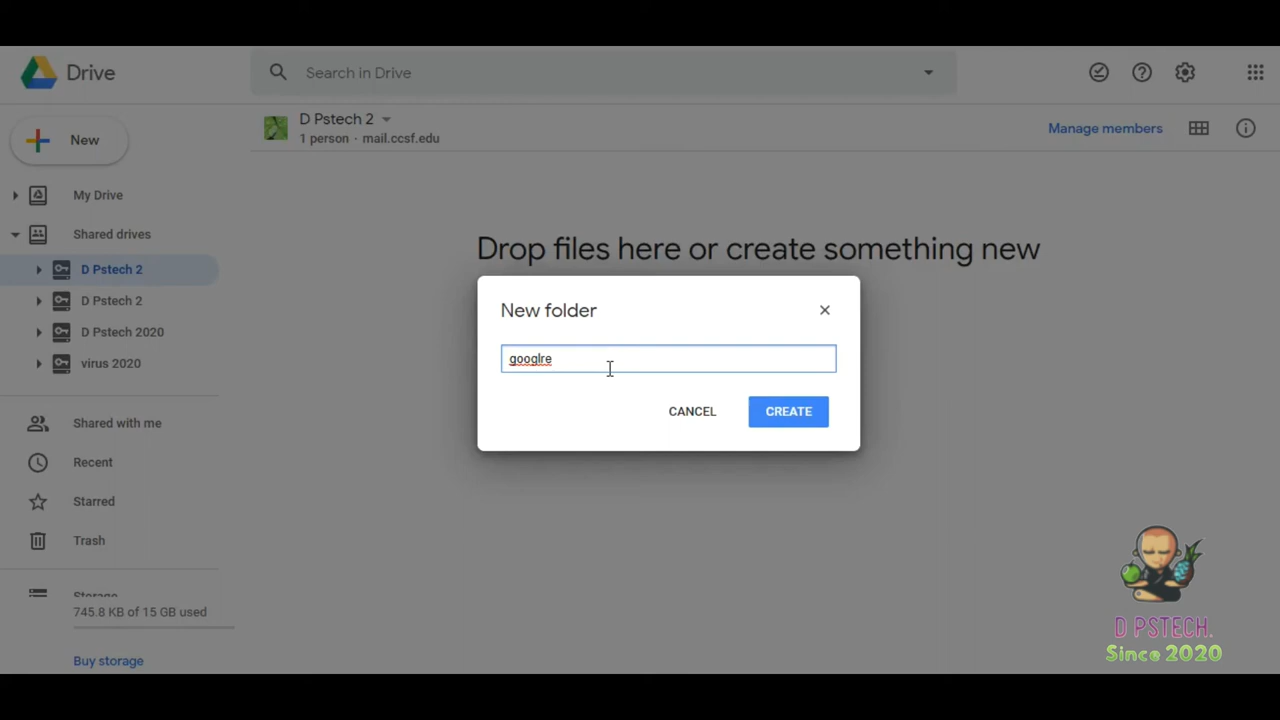 Drive
Search in Drive
New
D Pstech 2
1 person · mail.ccsf.edu
Manage members
My Drive
Shared drives
D Pstech 2
D Pstech 2
D Pstech 2020
virus 2020
Shared with me
Recent
Starred
Trash
Storage
745.8 KB of 15 GB used
Buy storage
Drop files here or create something new
New folder
googlre
CANCEL
CREATE
D PSTECH.
Since 2020